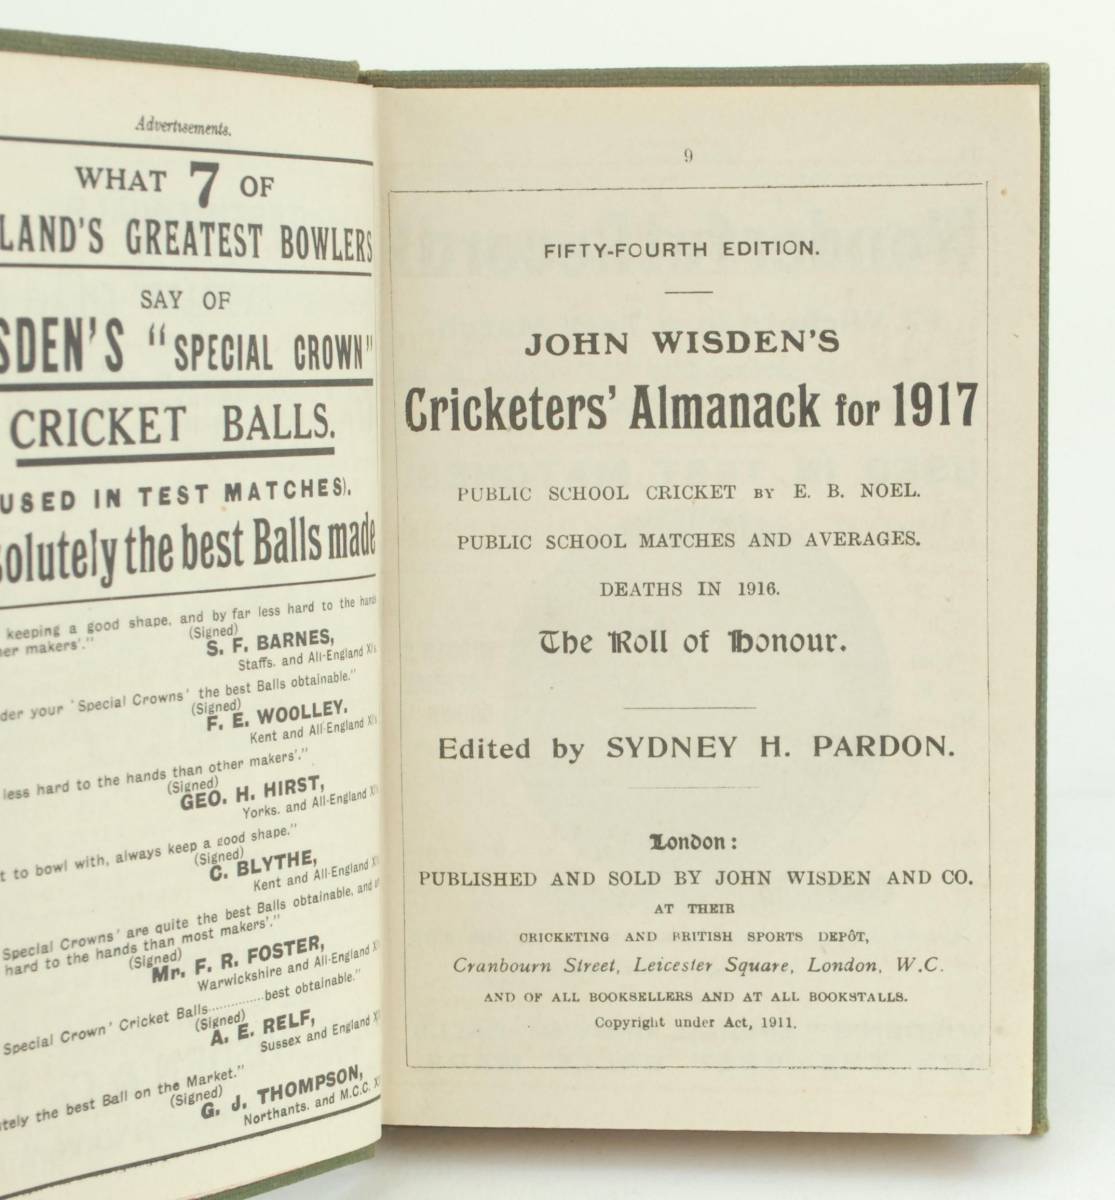 Advertisements.
WHAT 7 OF
LAND'S GREATEST BOWLERS
SAY OF
SDEN'S "SPECIAL CROWN"
CRICKET BALLS.
USED IN TEST MATCHES).
solutely the best Balls made
keeping a good shape, and by far less hard to the hands
her makers'."
(Signed)
S. F. BARNES,
Staffs. and All-England XI.
der your 'Special Crowns' the best Balls obtainable."
(Signed)
F. E. WOOLLEY,
Kent and All-England XI.
less hard to the hands than other makers'."
(Signed)
GEO. H. HIRST,
Yorks. and All-England XI.
t to bowl with, always keep a good shape."
(Signed)
C. BLYTHE,
Kent and All-England XI
Special Crowns' are quite the best Balls obtainable, and
hard to the hands than most makers'."
(Signed)
Mr. F. R. FOSTER,
Warwickshire and All-England XI
Special Crown' Cricket Balls..............best obtainable."
(Signed)
A. E. RELF,
Sussex and England XI
tely the best Ball on the Market."
(Signed)
G. J. THOMPSON,
Northants. and M.C.C. XI
9
FIFTY-FOURTH EDITION.
JOHN WISDEN'S
Cricketers' Almanack for 1917
PUBLIC SCHOOL CRICKET BY E. B. NOEL.
PUBLIC SCHOOL MATCHES AND AVERAGES.
DEATHS IN 1916.
The Roll of Honour.
Edited by SYDNEY H. PARDON.
London:
PUBLISHED AND SOLD BY JOHN WISDEN AND CO.
AT THEIR
CRICKETING AND BRITISH SPORTS DEPÔT,
Cranbourn Street, Leicester Square, London, W.C.
AND OF ALL BOOKSELLERS AND AT ALL BOOKSTALLS.
Copyright under Act, 1911.